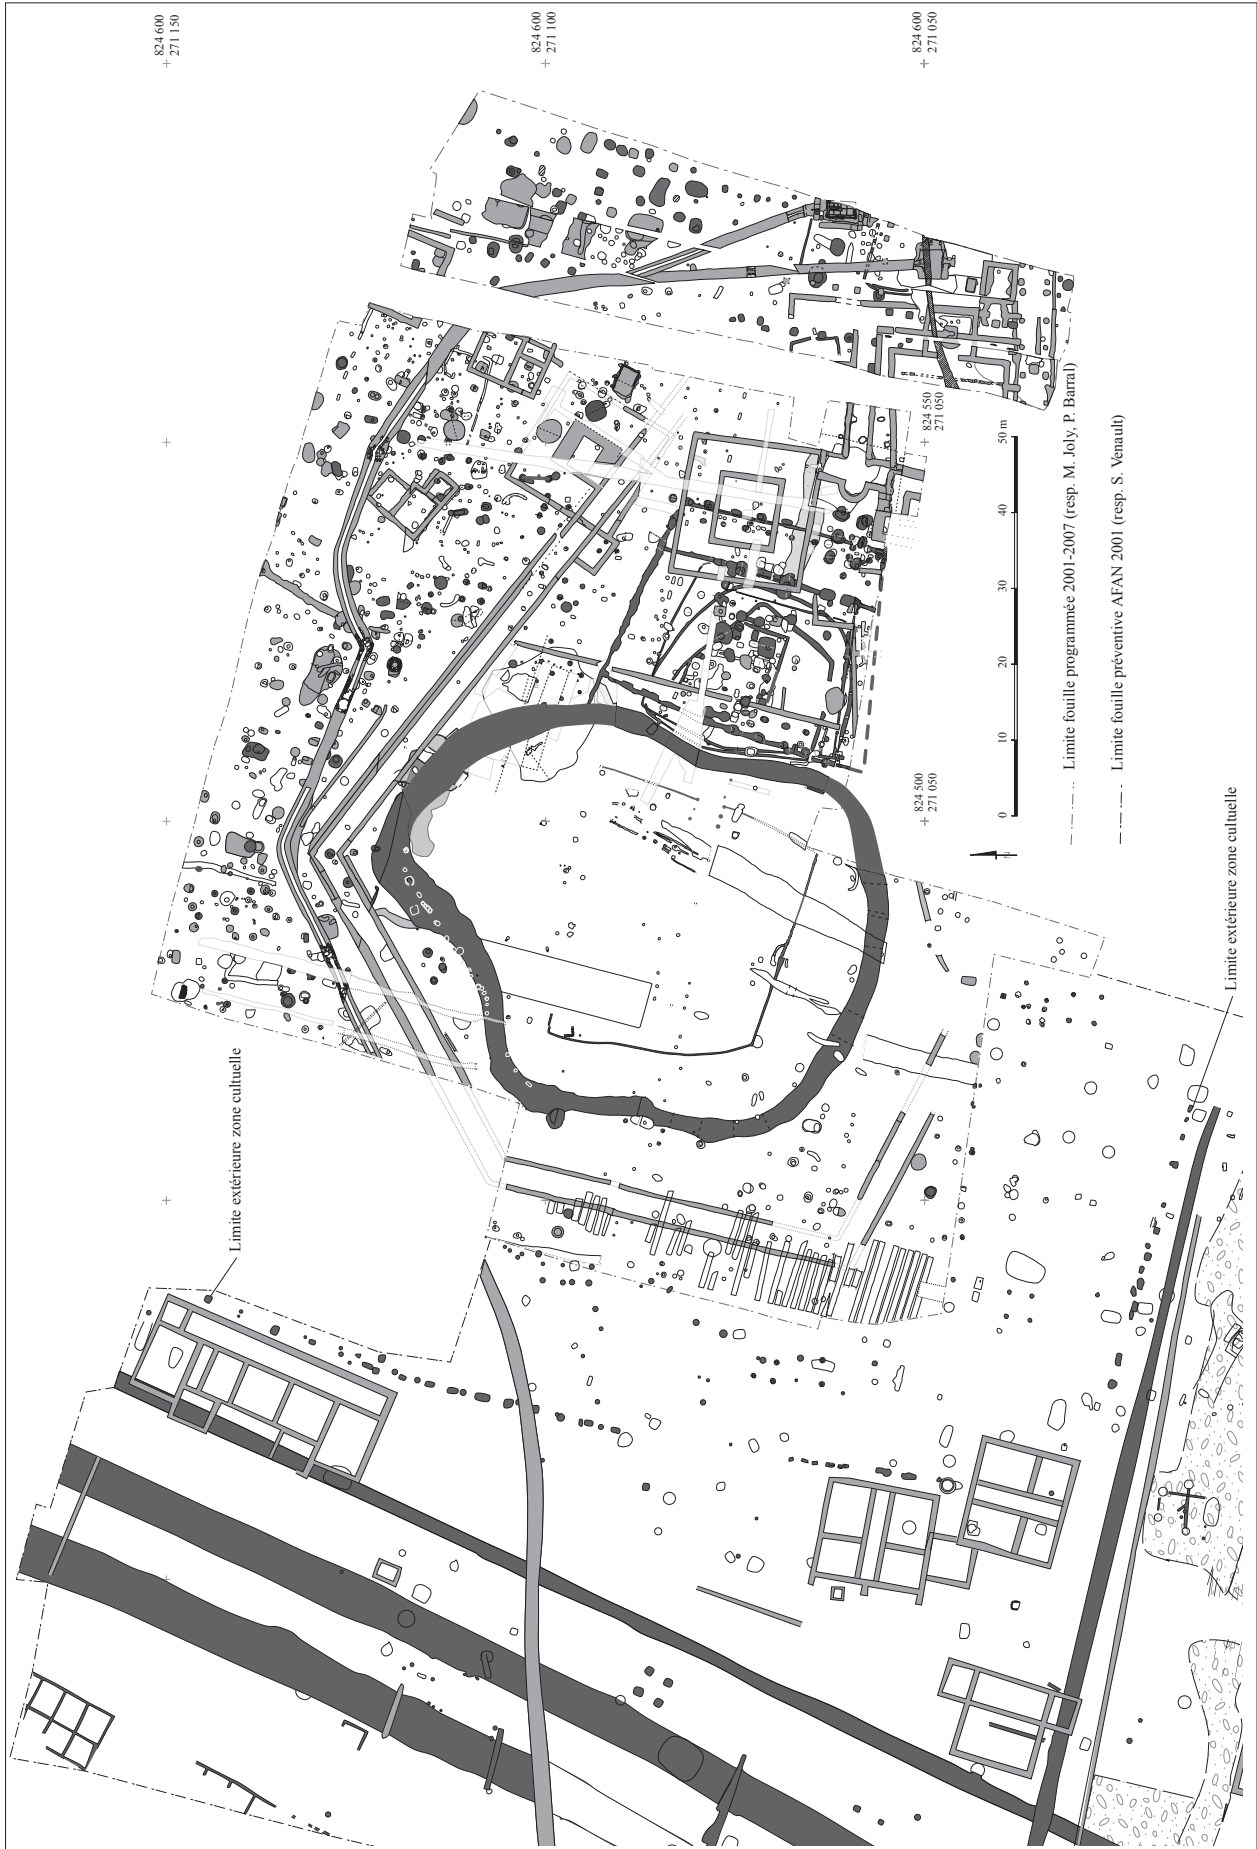 824 600
271 150
824 600
271 100
824 600
271 050
824 550
271 050
824 500
271 050
0
10
20
30
40
50 m
N
Limite fouille programmée 2001-2007 (resp. M. Joly, P. Barral)
Limite fouille préventive AFAN 2001 (resp. S. Venault)
Limite extérieure zone cultuelle
Limite extérieure zone cultuelle